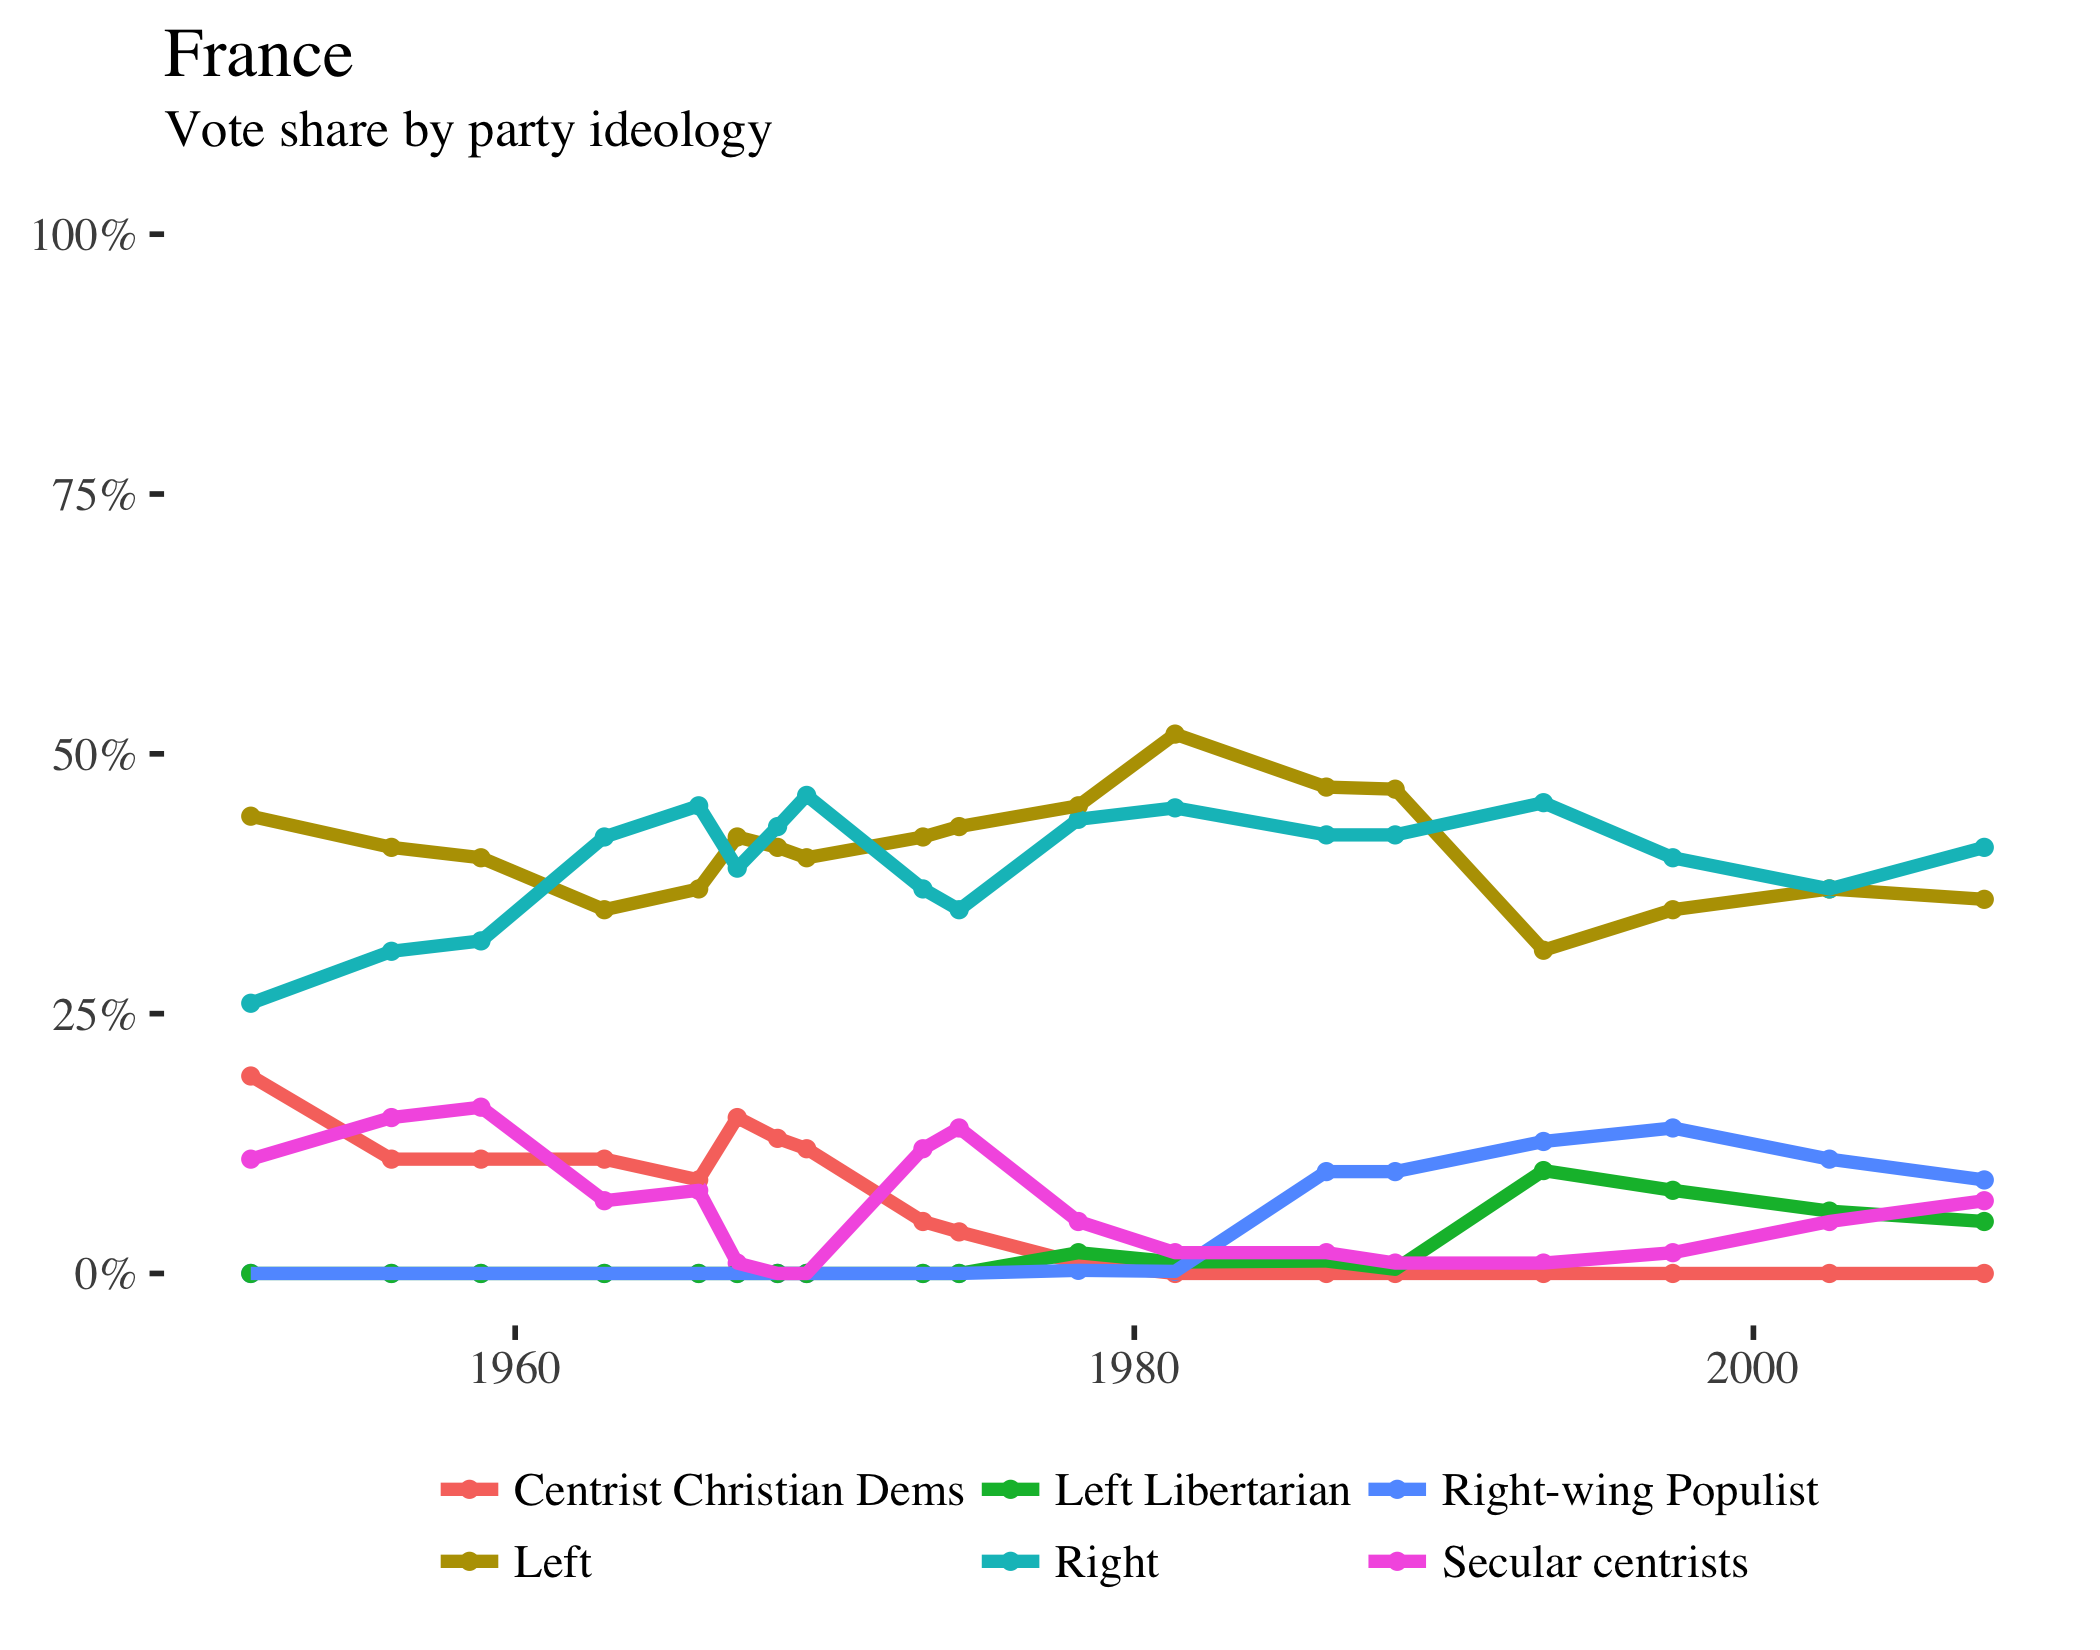 France
Vote share by party ideology
100%
75%
50%
25%
0%
1960 1980 2000
Centrist Christian Dems Left Libertarian Right-wing Populist
Left Right Secular centrists